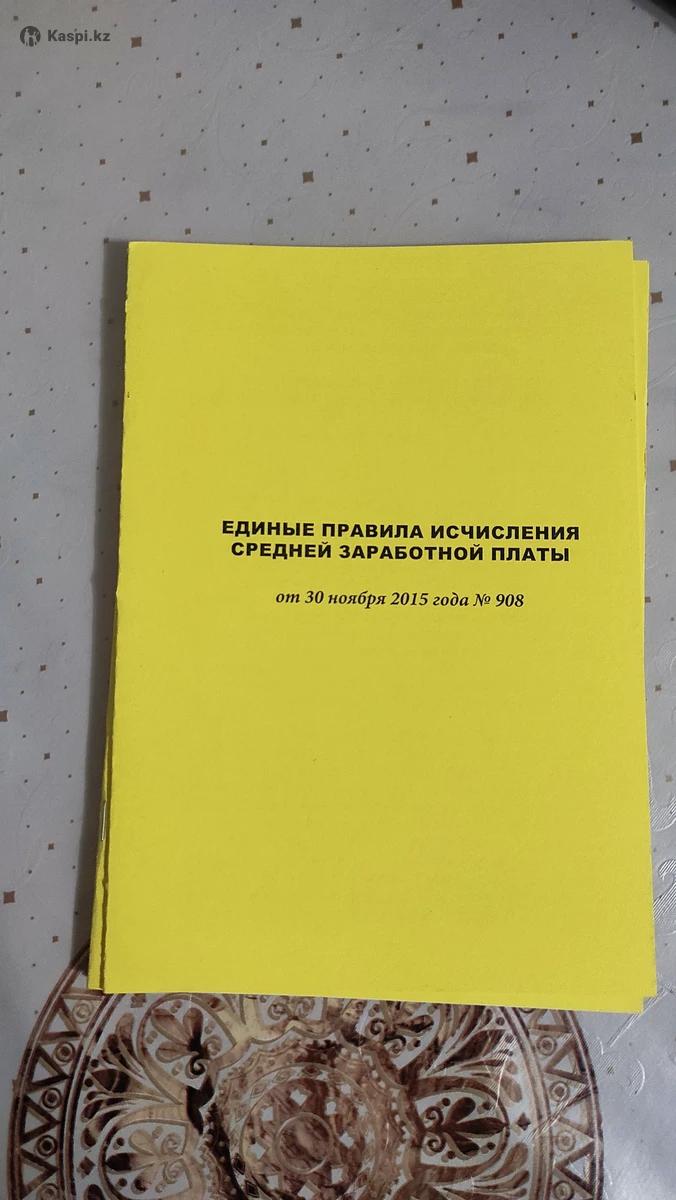 Kaspi.kz
ЕДИНЫЕ ПРАВИЛА ИСЧИСЛЕНИЯ
СРЕДНЕЙ ЗАРАБОТНОЙ ПЛАТЫ
от 30 ноября 2015 года № 908